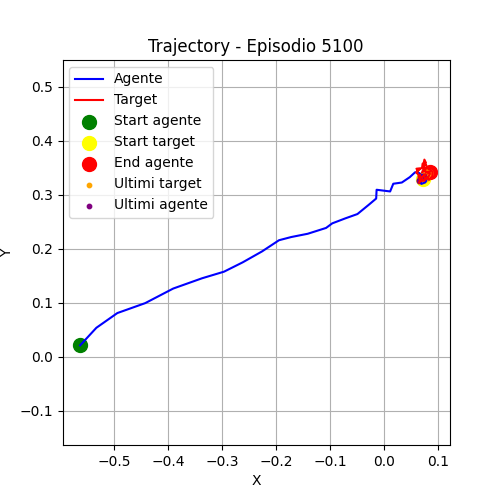 Trajectory - Episodio 5100
Agente
Target
Start agente
Start target
End agente
Ultimi target
Ultimi agente
0.5
0.4
0.3
0.2
0.1
0.0
−0.1
Y
−0.5
−0.4
−0.3
−0.2
−0.1
0.0
0.1
X